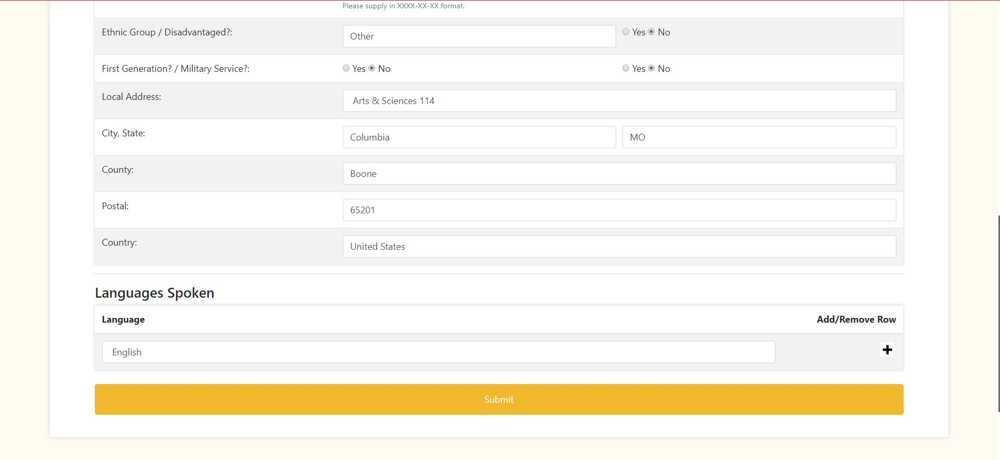 Please supply in XXXX-XX-XX format.
Ethnic Group / Disadvantaged?: Other Yes No
First Generation? / Military Service?: Yes No Yes No
Local Address: Arts & Sciences 114
City, State: Columbia MO
County: Boone
Postal: 65201
Country: United States
Languages Spoken
Language Add/Remove Row
English
Submit